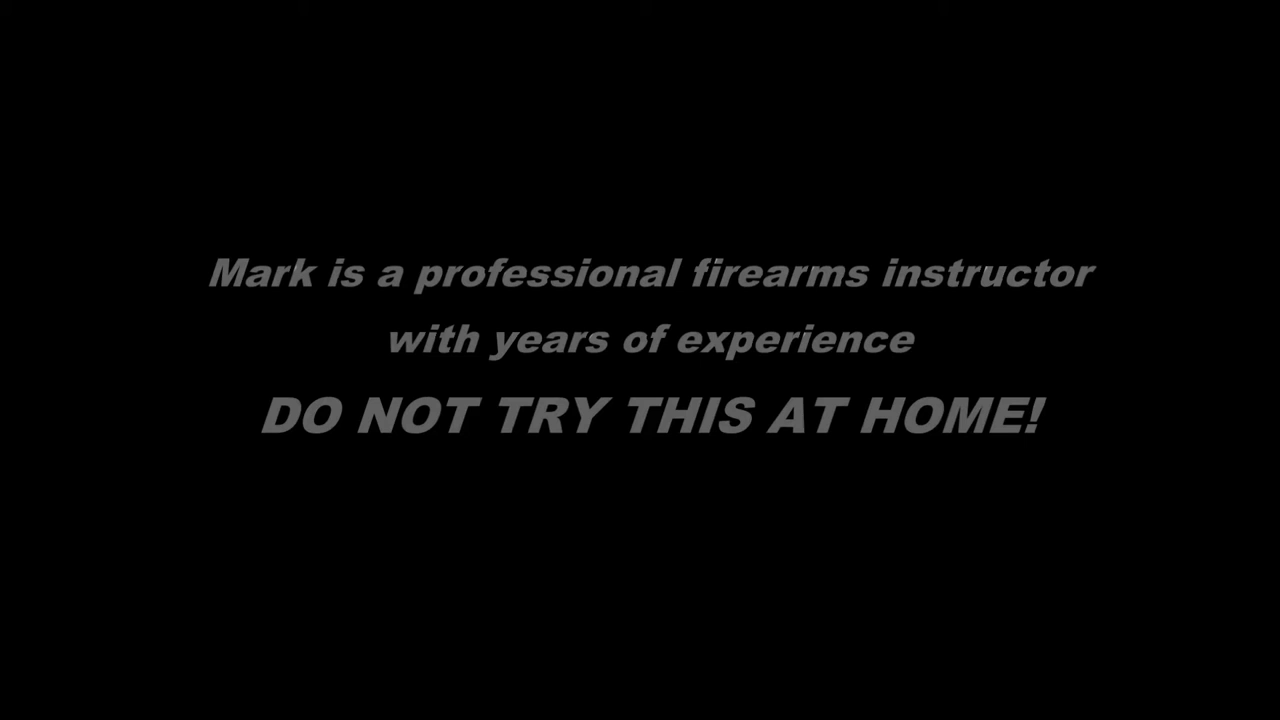 Mark is a professional firearms instructor
with years of experience
DO NOT TRY THIS AT HOME!